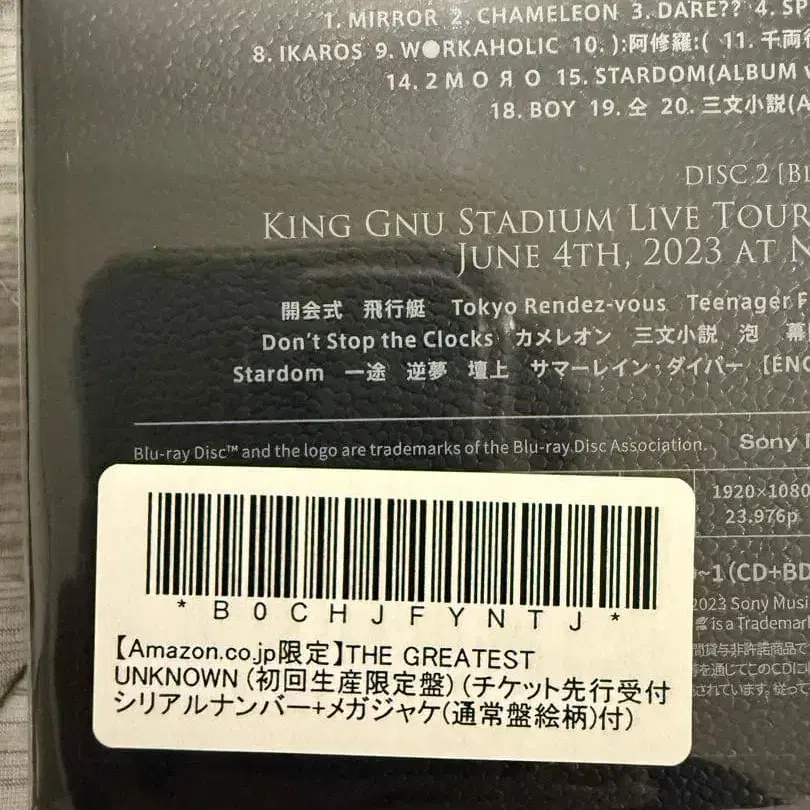 1. MIRROR 2. CHAMELEON 3. DARE?? 4. SP
8. IKAROS 9. W●RKAHOLIC 10. ):阿修羅:( 11. 千両
14. 2 M O Я O 15. STARDOM(ALBUM
18. BOY 19. 仝 20. 三文小説(A
DISC 2 [BL
KING GNU STADIUM LIVE TOUR
JUNE 4TH, 2023 AT N
開会式 飛行艇 Tokyo Rendez-vous Teenager F
Don't Stop the Clocks カメレオン 三文小説 泡 幕
Stardom 一途 逆夢 壇上 サマーレイン・ダイバー [ENC
Blu-ray Disc™ and the logo are trademarks of the Blu-ray Disc Association. Sony
1920×1080
23.976p
~1 (CD+BD
2023 Sony Musi
is a Trademark
*B0CHJFYNTJ*
【Amazon.co.jp限定】THE GREATEST
UNKNOWN (初回生産限定盤) (チケット先行受付
シリアルナンバー+メガジャケ(通常盤絵柄)付)